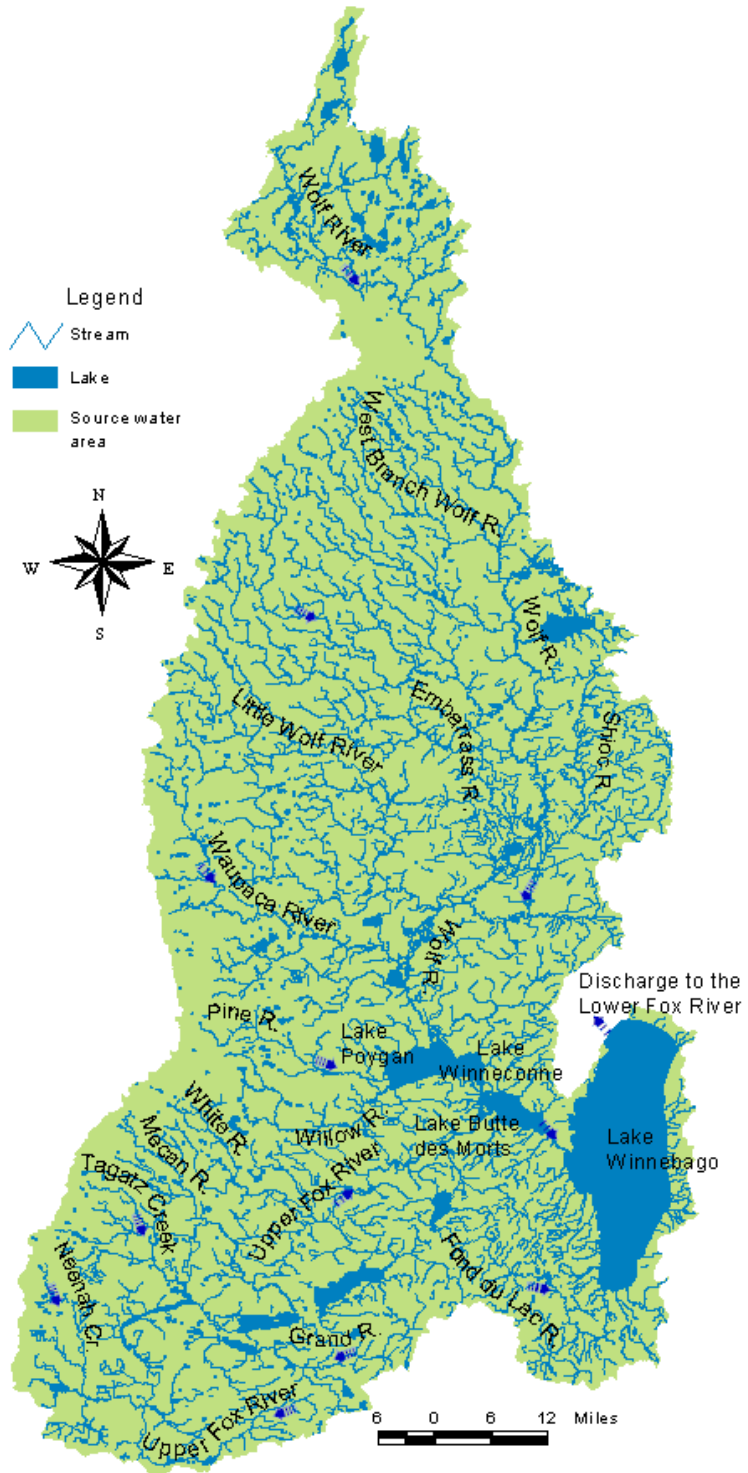 Wolf River
Legend
Stream
Lake
Source water
area
West Branch Wolf R.
N
W
E
S
Wolf R.
Embarrass R.
Little Wolf River
Shioc R.
Waupaca River
Wolf R.
Discharge to the
Lower Fox River
Pine R.
Lake
Poygan
Lake
Winneconne
White R.
Mecan R.
Willow R.
Lake Butte
des Morts
Lake
Winnebago
Tagatz Creek
Upper Fox River
Neenah Cr
Fond du Lac R.
Grand R.
Upper Fox River
6 0 6 12 Miles